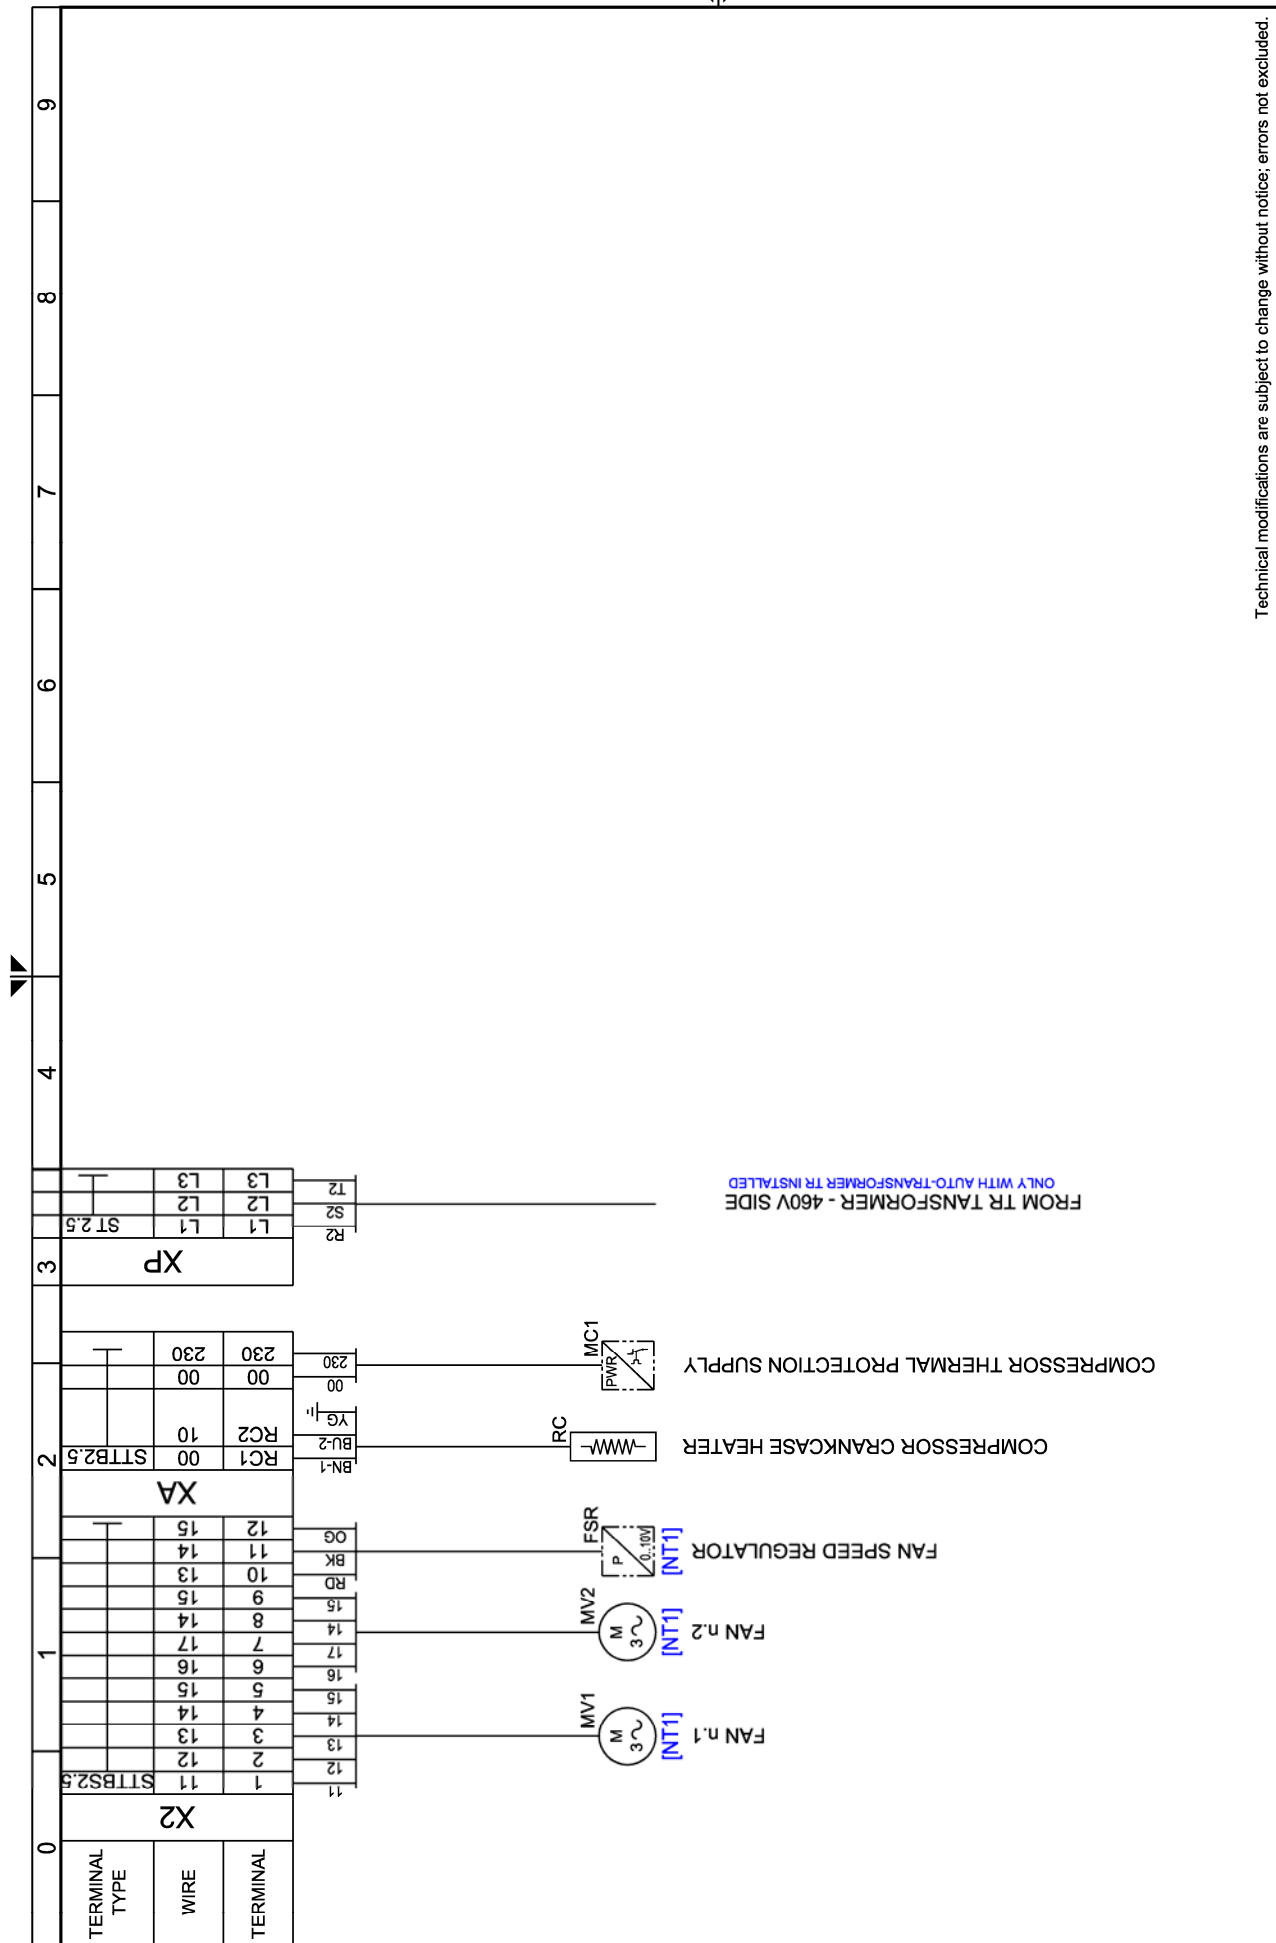 0 1 2 3 4 5 6 7 8 9
TERMINAL
TYPE
WIRE
TERMINAL
X2
STTBS2.5
11 12 13 14 15 16 17 14 15 13 14 15
1 2 3 4 5 6 7 8 9 10 11 12
11 12 13 14 15
16 17 14 15
RD BK OG
XA
STTB2.5
00 10 00 230
RC1 RC2 00 230
BN-1 BU-2 YG
00 230
XP
ST 2.5
L1 L2 L3
L1 L2 L3
R2 S2 T2
MV1
M
3
[NT1]
FAN n.1
MV2
M
3
[NT1]
FAN n.2
FSR
P
0..10V
[NT1]
FAN SPEED REGULATOR
RC
COMPRESSOR CRANKCASE HEATER
MC1
PWR
COMPRESSOR THERMAL PROTECTION SUPPLY
FROM TR TANSFORMER - 460V SIDE
ONLY WITH AUTO-TRANSFORMER TR INSTALLED
Technical modifications are subject to change without notice; errors not excluded.